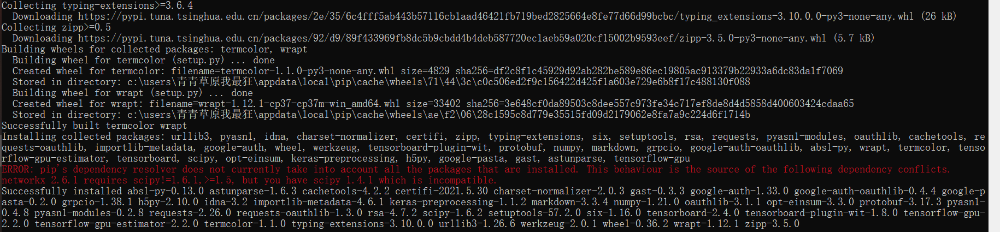 Collecting typing-extensions>=3.6.4
  Downloading https://pypi.tuna.tsinghua.edu.cn/packages/2e/35/6c4fff5ab443b57116cb1aad46421fb719bed2825664e8fe77d66d99bcbc/typing_extensions-3.10.0.0-py3-none-any.whl (26 kB)
Collecting zipp>=0.5
  Downloading https://pypi.tuna.tsinghua.edu.cn/packages/92/d9/89f433969fb8dc5b9cbdd4b4deb587720ec1aeb59a020cf15002b9593eef/zipp-3.5.0-py3-none-any.whl (5.7 kB)
Building wheels for collected packages: termcolor, wrapt
  Building wheel for termcolor (setup.py) ... done
  Created wheel for termcolor: filename=termcolor-1.1.0-py3-none-any.whl size=4829 sha256=df2c8f1c45929d92ab282be589e86ec19805ac913379b22933a6dc83da1f7069
  Stored in directory: c:\users\青青草原我最狂\appdata\local\pip\cache\wheels\71\44\3c\c0c506ed2f9c156422d425f1a603e729e6b8f17c488130f088
  Building wheel for wrapt (setup.py) ... done
  Created wheel for wrapt: filename=wrapt-1.12.1-cp37-cp37m-win_amd64.whl size=33402 sha256=3e648cf0da89503c8dee557c973fe34c717ef8de8d4d5858d400603424cdaa65
  Stored in directory: c:\users\青青草原我最狂\appdata\local\pip\cache\wheels\ae\f2\06\28c1595c8d779e35515fd09d2179062e8fa7a9c224d6f1714b
Successfully built termcolor wrapt
Installing collected packages: urllib3, pyasn1, idna, charset-normalizer, certifi, zipp, typing-extensions, six, setuptools, rsa, requests, pyasn1-modules, oauthlib, cachetools, re
quests-oauthlib, importlib-metadata, google-auth, wheel, werkzeug, tensorboard-plugin-wit, protobuf, numpy, markdown, grpcio, google-auth-oauthlib, absl-py, wrapt, termcolor, tenso
rflow-gpu-estimator, tensorboard, scipy, opt-einsum, keras-preprocessing, h5py, google-pasta, gast, astunparse, tensorflow-gpu
ERROR: pip's dependency resolver does not currently take into account all the packages that are installed. This behaviour is the source of the following dependency conflicts.
networkx 2.6.1 requires scipy!=1.6.1,>=1.5, but you have scipy 1.4.1 which is incompatible.
Successfully installed absl-py-0.13.0 astunparse-1.6.3 cachetools-4.2.2 certifi-2021.5.30 charset-normalizer-2.0.3 gast-0.3.3 google-auth-1.33.0 google-auth-oauthlib-0.4.4 google-p
asta-0.2.0 grpcio-1.38.1 h5py-2.10.0 idna-3.2 importlib-metadata-4.6.1 keras-preprocessing-1.1.2 markdown-3.3.4 numpy-1.21.0 oauthlib-3.1.1 opt-einsum-3.3.0 protobuf-3.17.3 pyasn1-
0.4.8 pyasn1-modules-0.2.8 requests-2.26.0 requests-oauthlib-1.3.0 rsa-4.7.2 scipy-1.6.2 setuptools-57.2.0 six-1.16.0 tensorboard-2.4.0 tensorboard-plugin-wit-1.8.0 tensorflow-gpu-
2.2.0 tensorflow-gpu-estimator-2.2.0 termcolor-1.1.0 typing-extensions-3.10.0.0 urllib3-1.26.6 werkzeug-2.0.1 wheel-0.36.2 wrapt-1.12.1 zipp-3.5.0